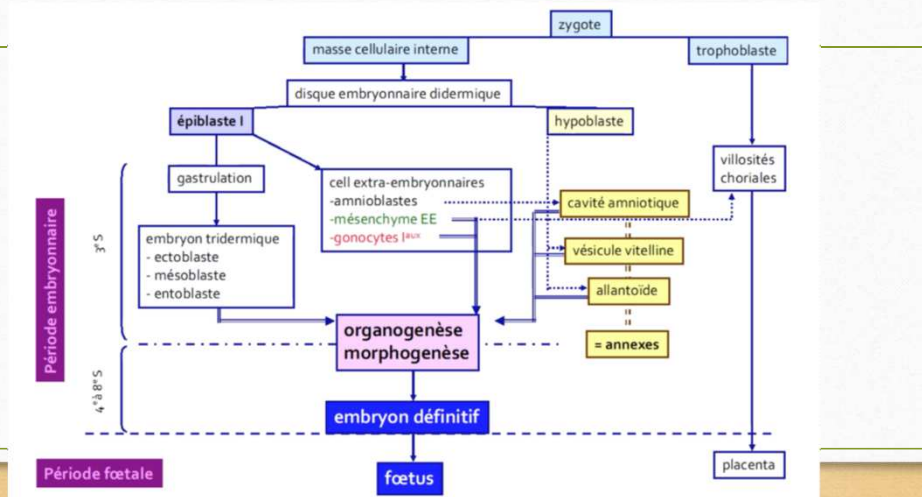 zygote
masse cellulaire interne
trophoblaste
disque embryonnaire didermique
épiblaste I
hypoblaste
villosités
choriales
gastrulation
cell extra-embryonnaires
-amnioblastes
-mésenchyme EE
-gonocytes Iaux
cavité amniotique
vésicule vitelline
allantoïde
= annexes
embryon tridermique
- ectoblaste
- mésoblaste
- entoblaste
Période embryonnaire
3°S
4°à 8°S
organogenèse
morphogenèse
embryon définitif
Période fœtale
fœtus
placenta